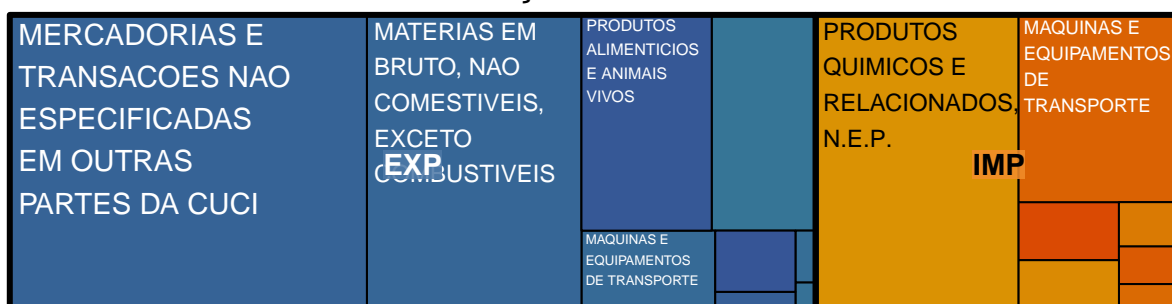 MERCADORIAS E
TRANSACOES NAO
ESPECIFICADAS
EM OUTRAS
PARTES DA CUCI
MATERIAS EM
BRUTO, NAO
COMESTIVEIS,
EXCETO
COMBUSTIVEIS
EXP
PRODUTOS
ALIMENTICIOS
E ANIMAIS
VIVOS
MAQUINAS E
EQUIPAMENTOS
DE TRANSPORTE
PRODUTOS
QUIMICOS E
RELACIONADOS,
N.E.P.
IMP
MAQUINAS E
EQUIPAMENTOS
DE
TRANSPORTE